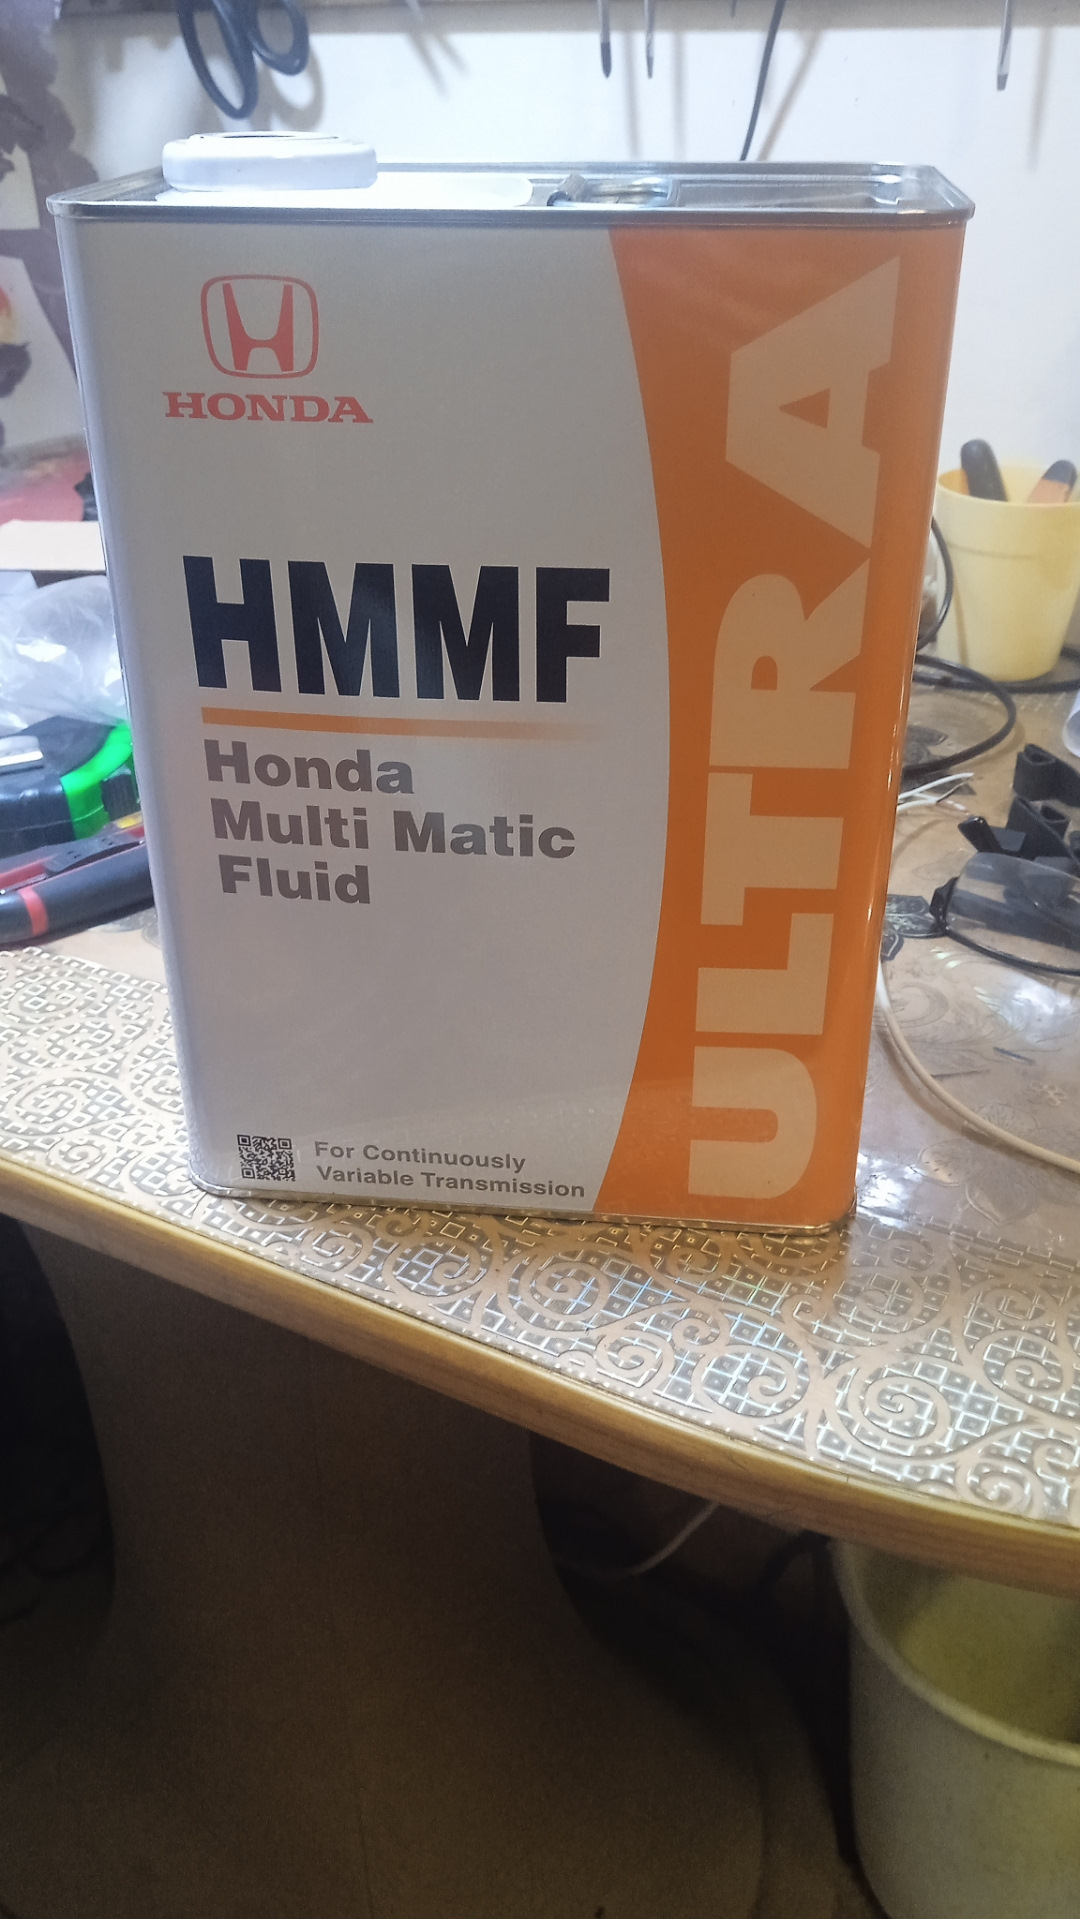 HONDA
HMMF
Honda
Multi Matic
Fluid
For Continuously
Variable Transmission
ULTRA